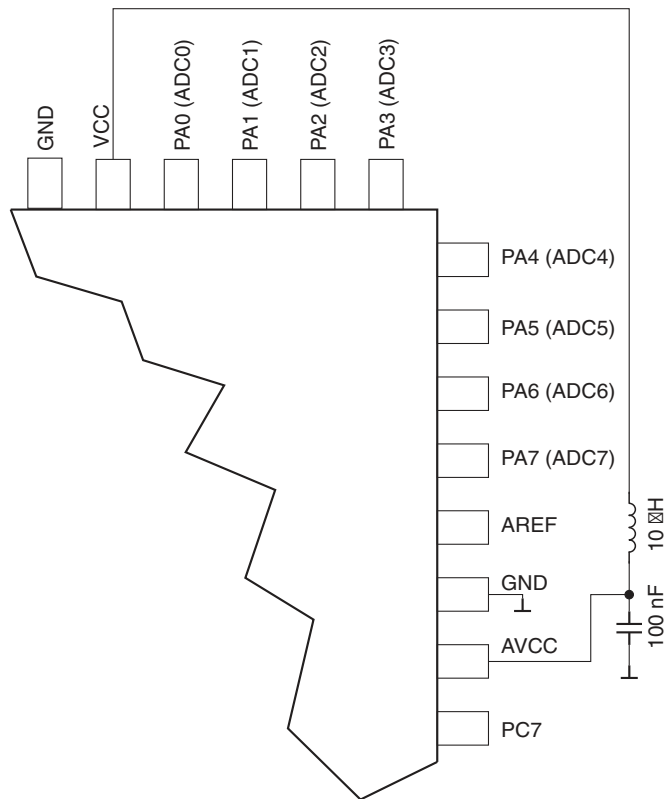 GND
VCC
PA0 (ADC0)
PA1 (ADC1)
PA2 (ADC2)
PA3 (ADC3)
PA4 (ADC4)
PA5 (ADC5)
PA6 (ADC6)
PA7 (ADC7)
AREF
GND
AVCC
PC7
10 H
100 nF